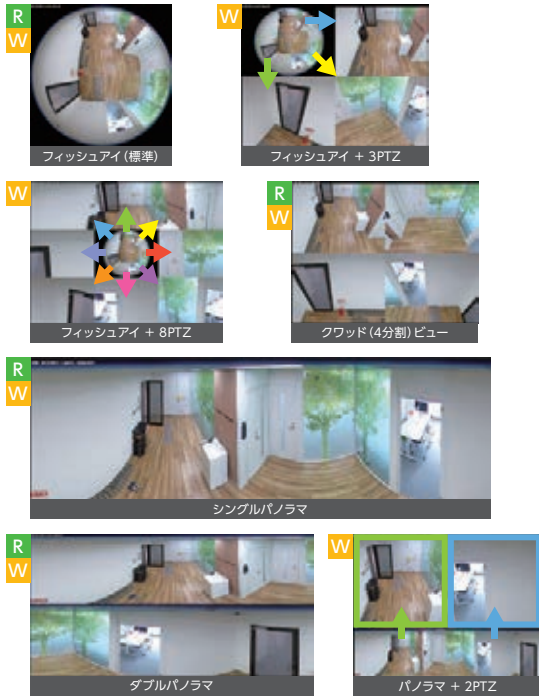 R
W
フィッシュアイ（標準）
W
フィッシュアイ + 3PTZ
W
フィッシュアイ + 8PTZ
R
W
クワッド（4分割）ビュー
R
W
シングルパノラマ
R
W
ダブルパノラマ
W
パノラマ + 2PTZ